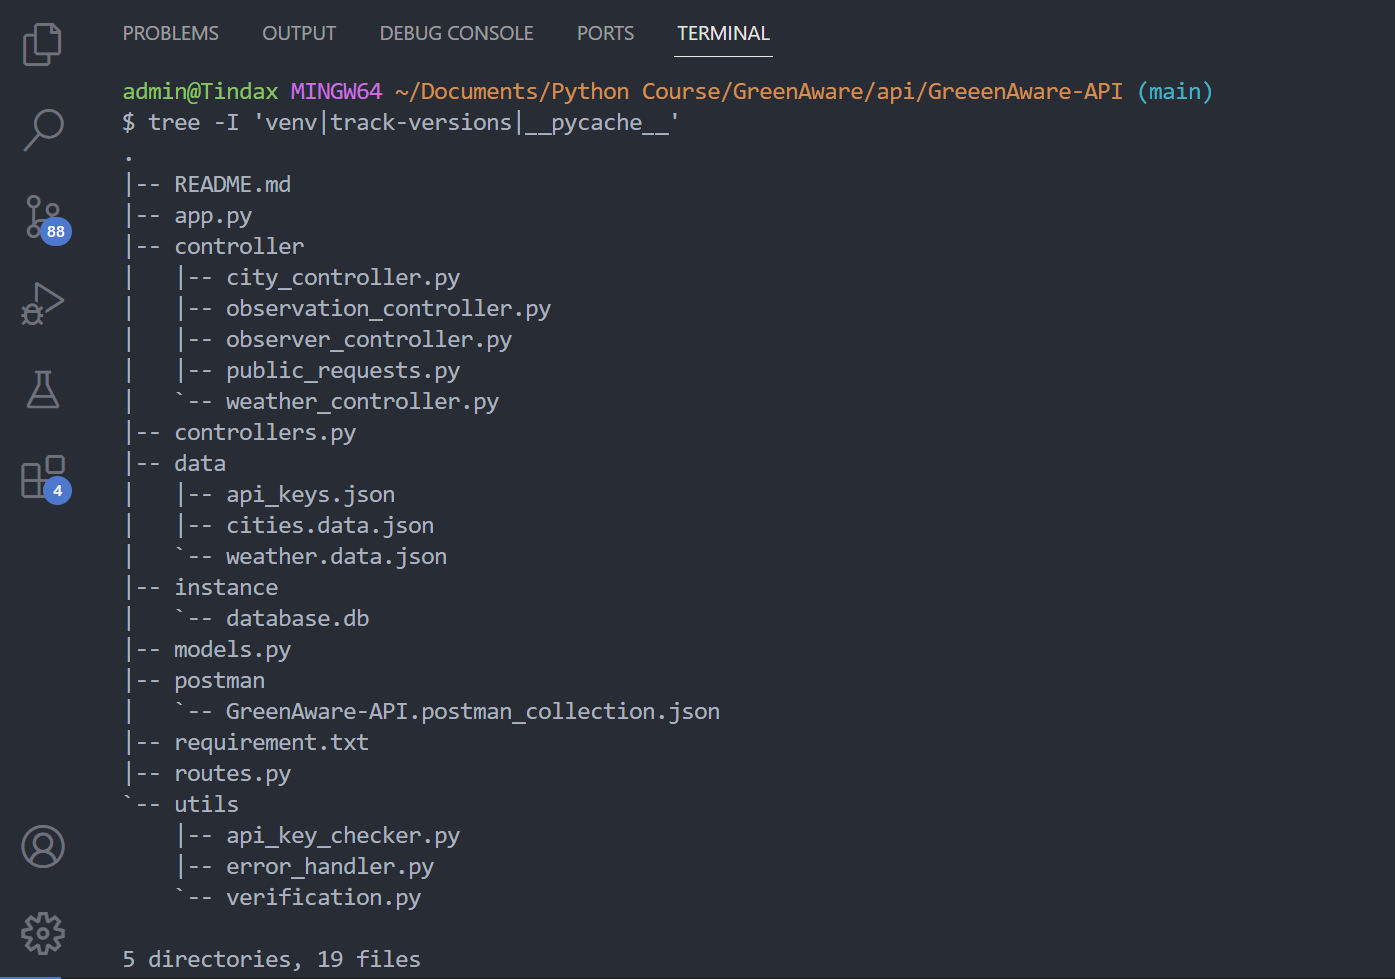 PROBLEMS OUTPUT DEBUG CONSOLE PORTS TERMINAL
admin@Tindax MINGW64 ~/Documents/Python Course/GreenAware/api/GreeenAware-API (main)
$ tree -I 'venv|track-versions|__pycache__'
.
|-- README.md
|-- app.py
|-- controller
|   |-- city_controller.py
|   |-- observation_controller.py
|   |-- observer_controller.py
|   |-- public_requests.py
|   `-- weather_controller.py
|-- controllers.py
|-- data
|   |-- api_keys.json
|   |-- cities.data.json
|   `-- weather.data.json
|-- instance
|   `-- database.db
|-- models.py
|-- postman
|   `-- GreenAware-API.postman_collection.json
|-- requirement.txt
|-- routes.py
`-- utils
    |-- api_key_checker.py
    |-- error_handler.py
    `-- verification.py
5 directories, 19 files
88
4